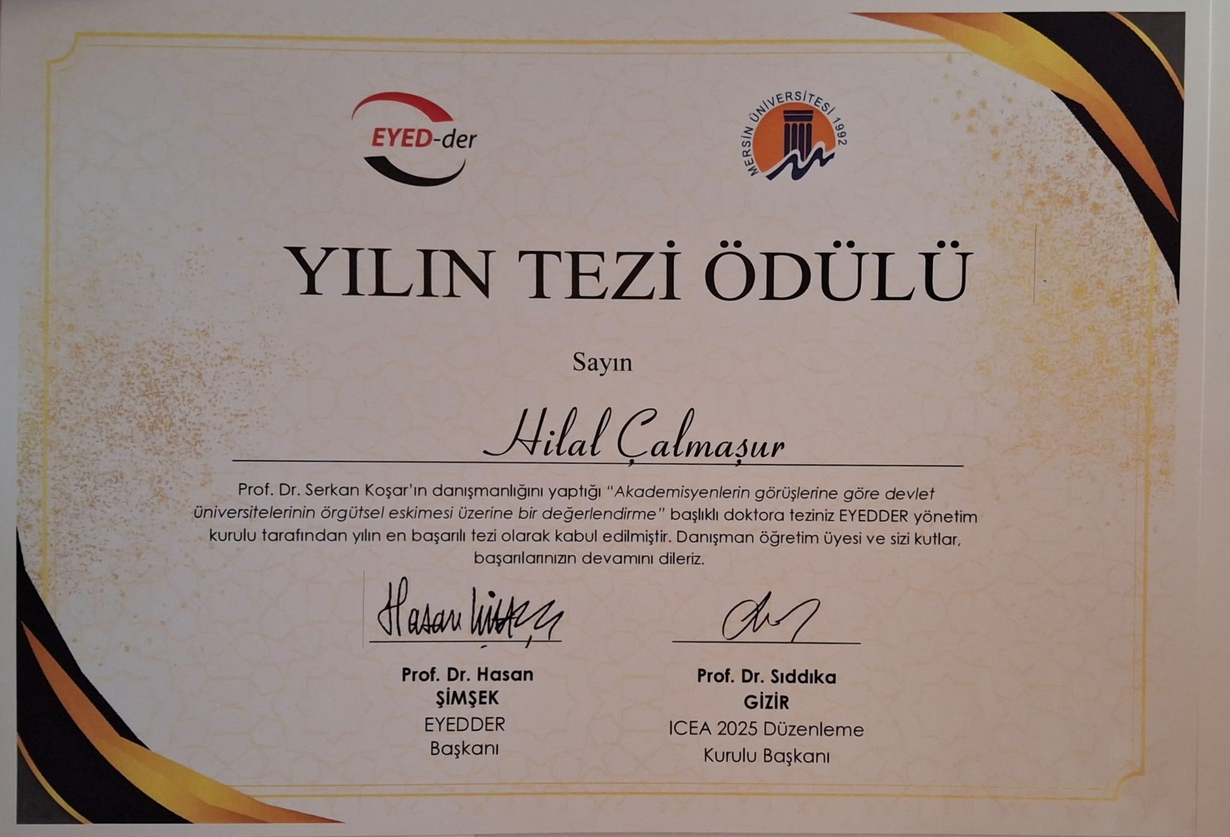 EYED-der
MERSİN ÜNİVERSİTESİ 1992
YILIN TEZİ ÖDÜLÜ
Sayın
Hilal Çalmaşur
Prof. Dr. Serkan Koşar'ın danışmanlığını yaptığı "Akademisyenlerin görüşlerine göre devlet
üniversitelerinin örgütsel eskimesi üzerine bir değerlendirme" başlıklı doktora teziniz EYEDDER yönetim
kurulu tarafından yılın en başarılı tezi olarak kabul edilmiştir. Danışman öğretim üyesi ve sizi kutlar,
başarılarınızın devamını dileriz.
Hasan
Prof. Dr. Hasan
ŞİMŞEK
EYEDDER
Başkanı
Prof. Dr. Sıddıka
GİZİR
ICEA 2025 Düzenleme
Kurulu Başkanı